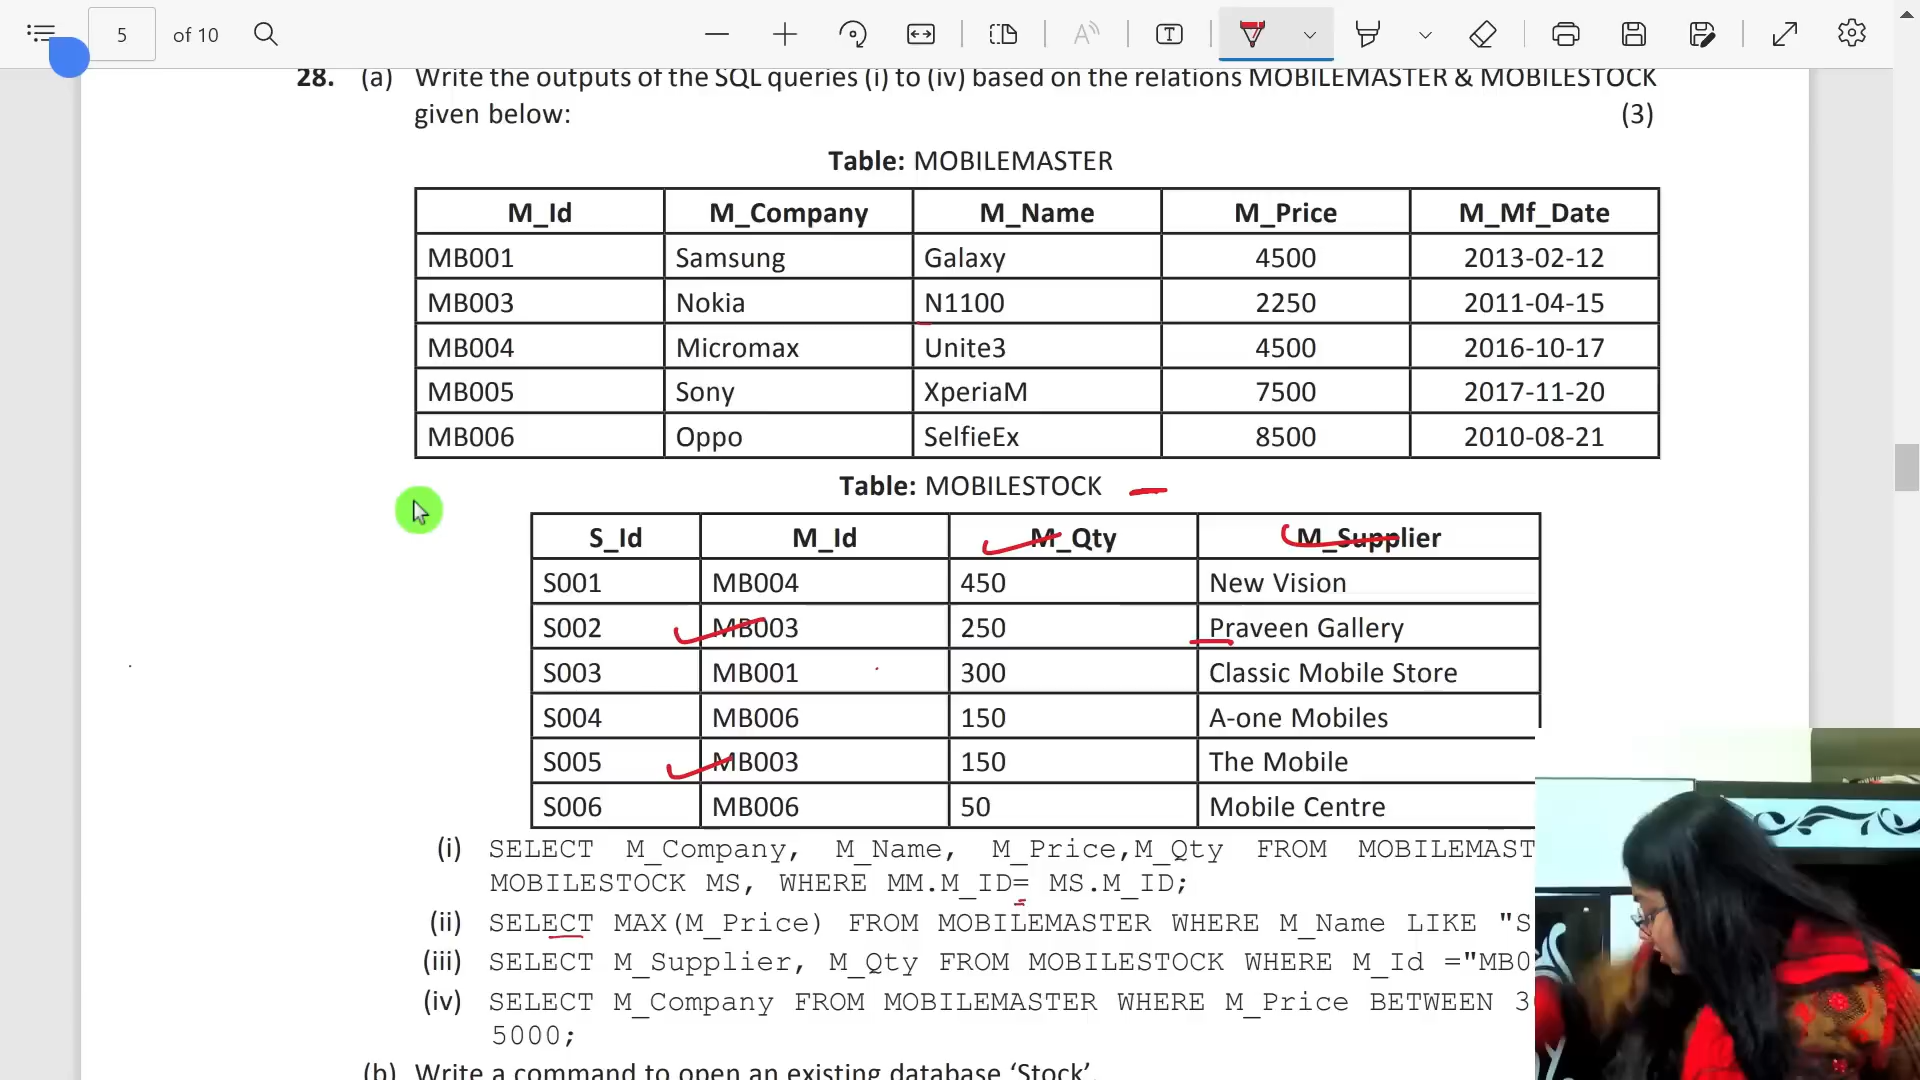 5 of 10
28. (a) Write the outputs of the SQL queries (i) to (iv) based on the relations MOBILEMASTER & MOBILESTOCK
given below: (3)
Table: MOBILEMASTER
M_Id M_Company M_Name M_Price M_Mf_Date
MB001 Samsung Galaxy 4500 2013-02-12
MB003 Nokia N1100 2250 2011-04-15
MB004 Micromax Unite3 4500 2016-10-17
MB005 Sony XperiaM 7500 2017-11-20
MB006 Oppo SelfieEx 8500 2010-08-21
Table: MOBILESTOCK
S_Id M_Id M_Qty M_Supplier
S001 MB004 450 New Vision
S002 MB003 250 Praveen Gallery
S003 MB001 300 Classic Mobile Store
S004 MB006 150 A-one Mobiles
S005 MB003 150 The Mobile
S006 MB006 50 Mobile Centre
(i) SELECT M_Company, M_Name, M_Price,M_Qty FROM MOBILEMAST
MOBILESTOCK MS, WHERE MM.M_ID= MS.M_ID;
(ii) SELECT MAX(M_Price) FROM MOBILEMASTER WHERE M_Name LIKE "S
(iii) SELECT M_Supplier, M_Qty FROM MOBILESTOCK WHERE M_Id ="MB0
(iv) SELECT M_Company FROM MOBILEMASTER WHERE M_Price BETWEEN 3
5000;
(b) Write a command to open an existing database ‘Stock’.